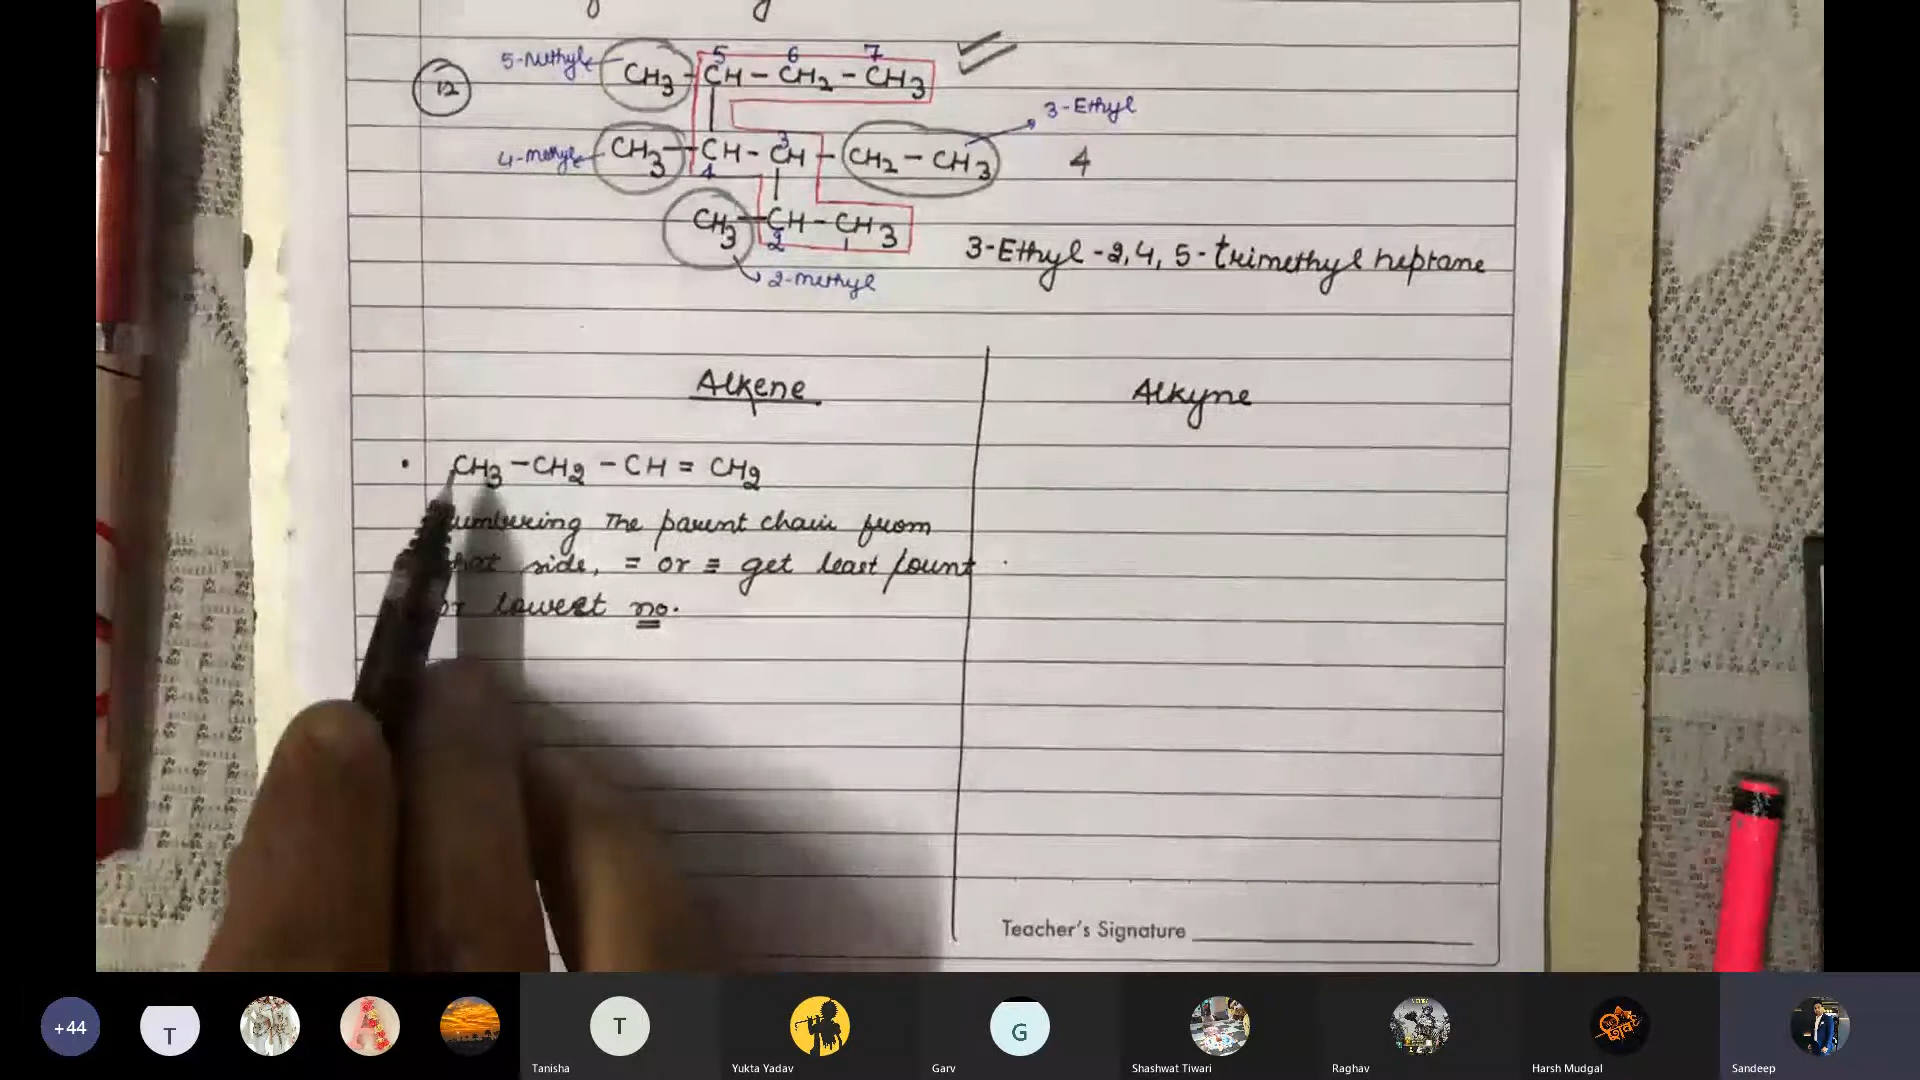 12
5-Methyl CH3 - CH - CH2 - CH3
5 6 7
3-Ethyl
4-methyl CH3 - CH - CH - CH2 - CH3 4
4 3
CH3 - CH - CH3
2 1
2-methyl
3-Ethyl -2,4,5-trimethyl heptane
Alkene Alkyne
• CH3 - CH2 - CH = CH2
numbering The parent chain from
side, = or ≡ get least count
or lowest no.
Teacher's Signature
+44 T T G
Tanisha Yukta Yadav Garv Shashwat Tiwari Raghav Harsh Mudgal Sandeep